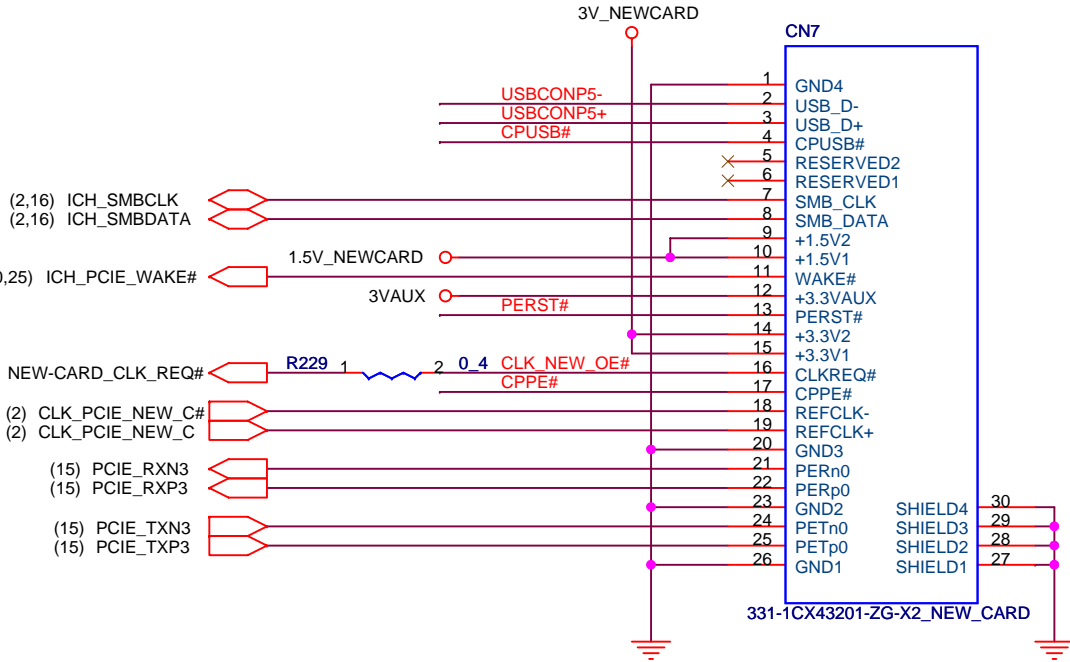 3V_NEWCARD
CN7
1 GND4
USBCONP5- 2 USB_D-
USBCONP5+ 3 USB_D+
CPUSB# 4 CPUSB#
5 RESERVED2
6 RESERVED1
(2,16) ICH_SMBCLK 7 SMB_CLK
(2,16) ICH_SMBDATA 8 SMB_DATA
9 +1.5V2
1.5V_NEWCARD 10 +1.5V1
0,25) ICH_PCIE_WAKE# 11 WAKE#
3VAUX 12 +3.3VAUX
PERST# 13 PERST#
14 +3.3V2
15 +3.3V1
NEW-CARD_CLK_REQ# R229 1 2 0_4 CLK_NEW_OE# 16 CLKREQ#
CPPE# 17 CPPE#
(2) CLK_PCIE_NEW_C# 18 REFCLK-
(2) CLK_PCIE_NEW_C 19 REFCLK+
20 GND3
(15) PCIE_RXN3 21 PERn0
(15) PCIE_RXP3 22 PERp0
23 GND2 SHIELD4 30
(15) PCIE_TXN3 24 PETn0 SHIELD3 29
(15) PCIE_TXP3 25 PETp0 SHIELD2 28
26 GND1 SHIELD1 27
331-1CX43201-ZG-X2_NEW_CARD